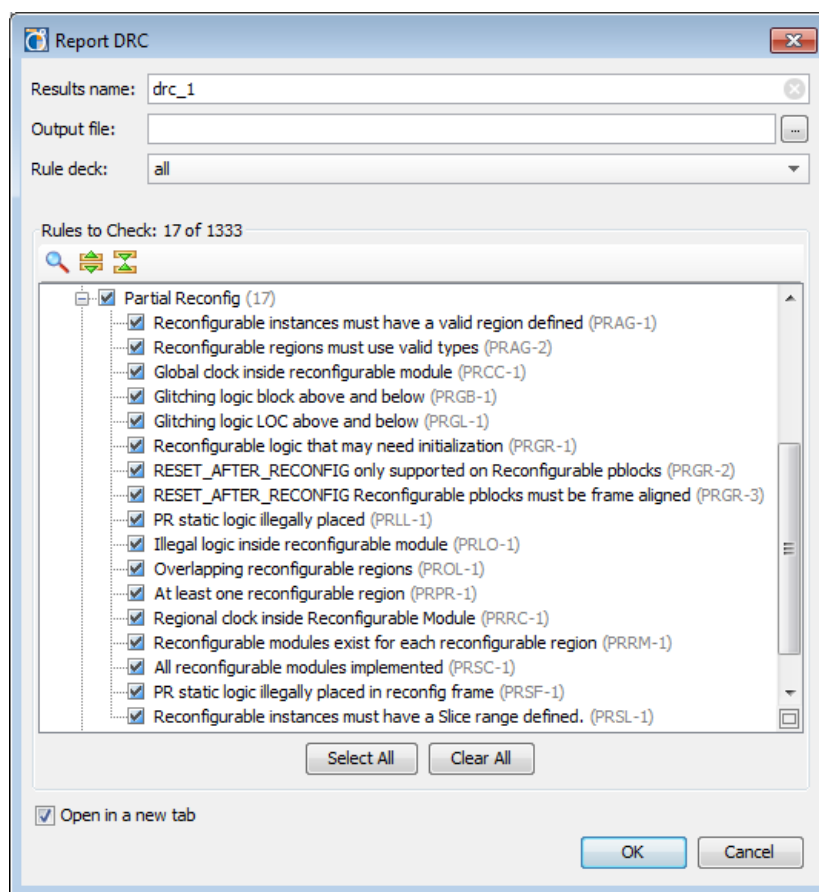 Report DRC
Results name: drc_1
Output file: ...
Rule deck: all
Rules to Check: 17 of 1333
Partial Reconfig (17)
Reconfigurable instances must have a valid region defined (PRAG-1)
Reconfigurable regions must use valid types (PRAG-2)
Global clock inside reconfigurable module (PRCC-1)
Glitching logic block above and below (PRGB-1)
Glitching logic LOC above and below (PRGL-1)
Reconfigurable logic that may need initialization (PRGR-1)
RESET_AFTER_RECONFIG only supported on Reconfigurable pblocks (PRGR-2)
RESET_AFTER_RECONFIG Reconfigurable pblocks must be frame aligned (PRGR-3)
PR static logic illegally placed (PRLL-1)
Illegal logic inside reconfigurable module (PRLO-1)
Overlapping reconfigurable regions (PROL-1)
At least one reconfigurable region (PRPR-1)
Regional clock inside Reconfigurable Module (PRRC-1)
Reconfigurable modules exist for each reconfigurable region (PRRM-1)
All reconfigurable modules implemented (PRSC-1)
PR static logic illegally placed in reconfig frame (PRSF-1)
Reconfigurable instances must have a Slice range defined. (PRSL-1)
Select All Clear All
Open in a new tab
OK Cancel